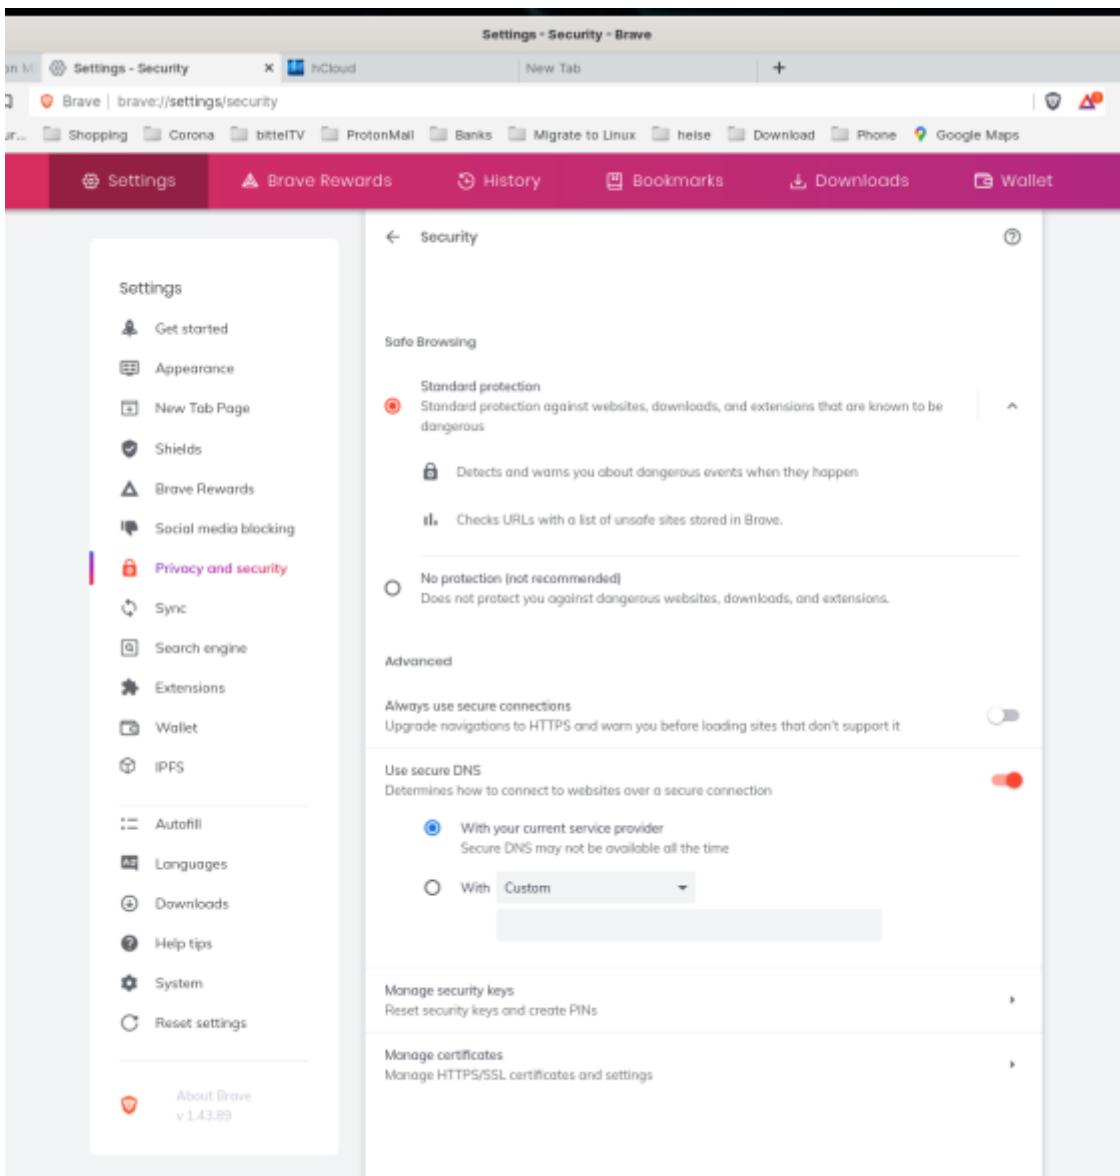 Settings - Security - Brave
Settings - Security
hCloud
New Tab
Brave | brave://settings/security
Shopping Corona bittelTV ProtonMail Banks Migrate to Linux heise Download Phone Google Maps
Settings Brave Rewards History Bookmarks Downloads Wallet
Security
Settings
Get started
Appearance
New Tab Page
Shields
Brave Rewards
Social media blocking
Privacy and security
Sync
Search engine
Extensions
Wallet
IPFS
Autofill
Languages
Downloads
Help tips
System
Reset settings
About Brave
v 1.43.89
Safe Browsing
Standard protection
Standard protection against websites, downloads, and extensions that are known to be
dangerous
Detects and warns you about dangerous events when they happen
Checks URLs with a list of unsafe sites stored in Brave.
No protection (not recommended)
Does not protect you against dangerous websites, downloads, and extensions.
Advanced
Always use secure connections
Upgrade navigations to HTTPS and warn you before loading sites that don't support it
Use secure DNS
Determines how to connect to websites over a secure connection
With your current service provider
Secure DNS may not be available all the time
With Custom
Manage security keys
Reset security keys and create PINs
Manage certificates
Manage HTTPS/SSL certificates and settings